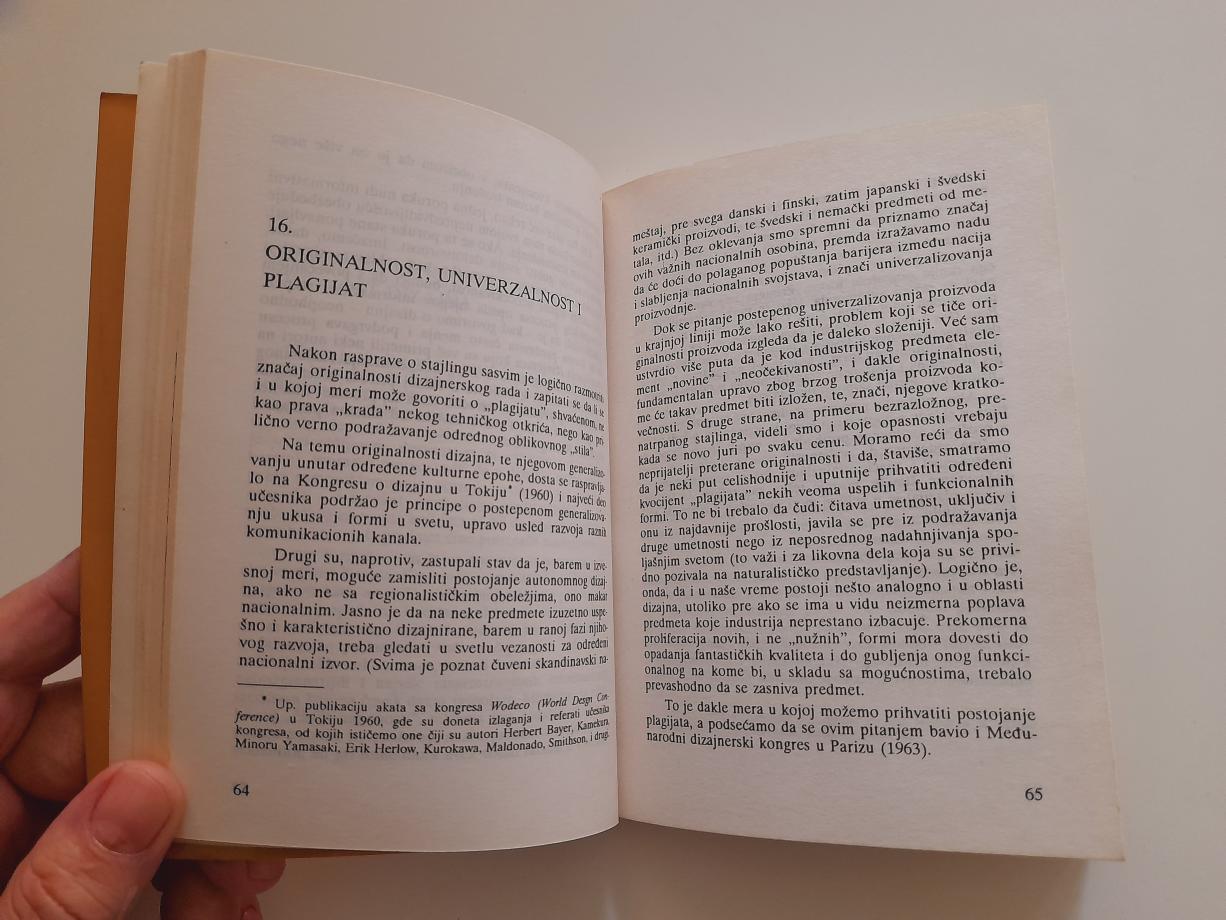 16.
ORIGINALNOST, UNIVERZALNOST I
PLAGIJAT
Nakon rasprave o stajlingu sasvim je logično razmotriti
značaj originalnosti dizajnerskog rada i zapitati se da li se
i u kojoj meri može govoriti o „plagijatu”, shvaćenom, ne
kao prava „krađa” nekog tehničkog otkrića, nego kao pri-
lično verno podražavanje odrednog oblikovnog „stila”.
Na temu originalnosti dizajna, te njegovom generalizo-
vanju unutar određene kulturne epohe, dosta se raspravlja-
lo na Kongresu o dizajnu u Tokiju* (1960) i najveći deo
učesnika podržao je principe o postepenom generalizova-
nju ukusa i formi u svetu, upravo usled razvoja raznih
komunikacionih kanala.
Drugi su, naprotiv, zastupali stav da je, barem u izve-
snoj meri, moguće zamisliti postojanje autonomnog dizaj-
na, ako ne sa regionalističkim obeležjima, ono makar
nacionalnim. Jasno je da na neke predmete izuzetno uspe-
šno i karakteristično dizajnirane, barem u ranoj fazi njiho-
vog razvoja, treba gledati u svetlu vezanosti za određeni
nacionalni izvor. (Svima je poznat čuveni skandinavski na-
* Up. publikaciju akata sa kongresa Wodeco (World Design Con-
ference) u Tokiju 1960, gde su doneta izlaganja i referati učesnika
kongresa, od kojih ističemo one čiji su autori Herbert Bayer, Kamekura,
Minoru Yamasaki, Erik Herlow, Kurokawa, Maldonado, Smithson, i drugi.
64
meštaj, pre svega danski i finski, zatim japanski i švedski
keramički proizvodi, te švedski i nemački predmeti od me-
tala, itd.) Bez oklevanja smo spremni da priznamo značaj
ovih važnih nacionalnih osobina, premda izražavamo nadu
da će doći do polaganog popuštanja barijera između nacija
i slabljenja nacionalnih svojstava, i znači univerzalizovanja
proizvodnje.
Dok se pitanje postepenog univerzalizovanja proizvoda
u krajnjoj liniji može lako rešiti, problem koji se tiče ori-
ginalnosti proizvoda izgleda da je daleko složeniji. Već sam
ustvrdio više puta da je kod industrijskog predmeta ele-
ment „novine” i „neočekivanosti”, i dakle originalnosti,
fundamentalan upravo zbog brzog trošenja proizvoda ko-
me će takav predmet biti izložen, te, znači, njegove kratko-
večnosti. S druge strane, na primeru bezrazložnog, pre-
natrpanog stajlinga, videli smo i koje opasnosti vrebaju
kada se novo juri po svaku cenu. Moramo reći da smo
neprijatelji preterane originalnosti i da, štaviše, smatramo
da je neki put celishodnije i uputnije prihvatiti određeni
kvocijent „plagijata” nekih veoma uspelih i funkcionalnih
formi. To ne bi trebalo da čudi: čitava umetnost, uključiv i
onu iz najdavnije prošlosti, javila se pre iz podražavanja
druge umetnosti nego iz neposrednog nadahnjivanja spo-
ljašnjim svetom (to važi i za likovna dela koja su se privi-
dno pozivala na naturalističko predstavljanje). Logično je,
onda, da i u naše vreme postoji nešto analogno i u oblasti
dizajna, utoliko pre ako se ima u vidu neizmerna poplava
predmeta koje industrija neprestano izbacuje. Prekomerna
proliferacija novih, i ne „nužnih”, formi mora dovesti do
opadanja fantastičkih kvaliteta i do gubljenja onog funkci-
onalnog na kome bi, u skladu sa mogućnostima, trebalo
prevashodno da se zasniva predmet.
To je dakle mera u kojoj možemo prihvatiti postojanje
plagijata, a podsećamo da se ovim pitanjem bavio i Među-
narodni dizajnerski kongres u Parizu (1963).
65